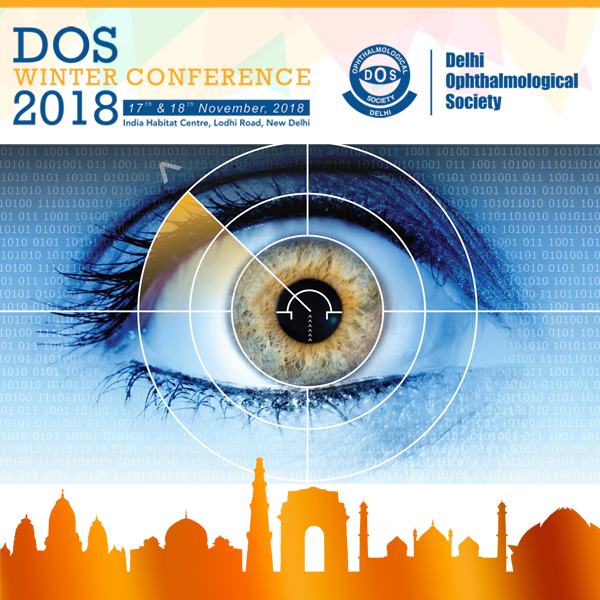 DOS
WINTER CONFERENCE
2018
17th & 18th November, 2018
India Habitat Centre, Lodhi Road, New Delhi
OPHTHALMOLOGICAL
DOS
SOCIETY
DELHI
Delhi
Ophthalmological
Society